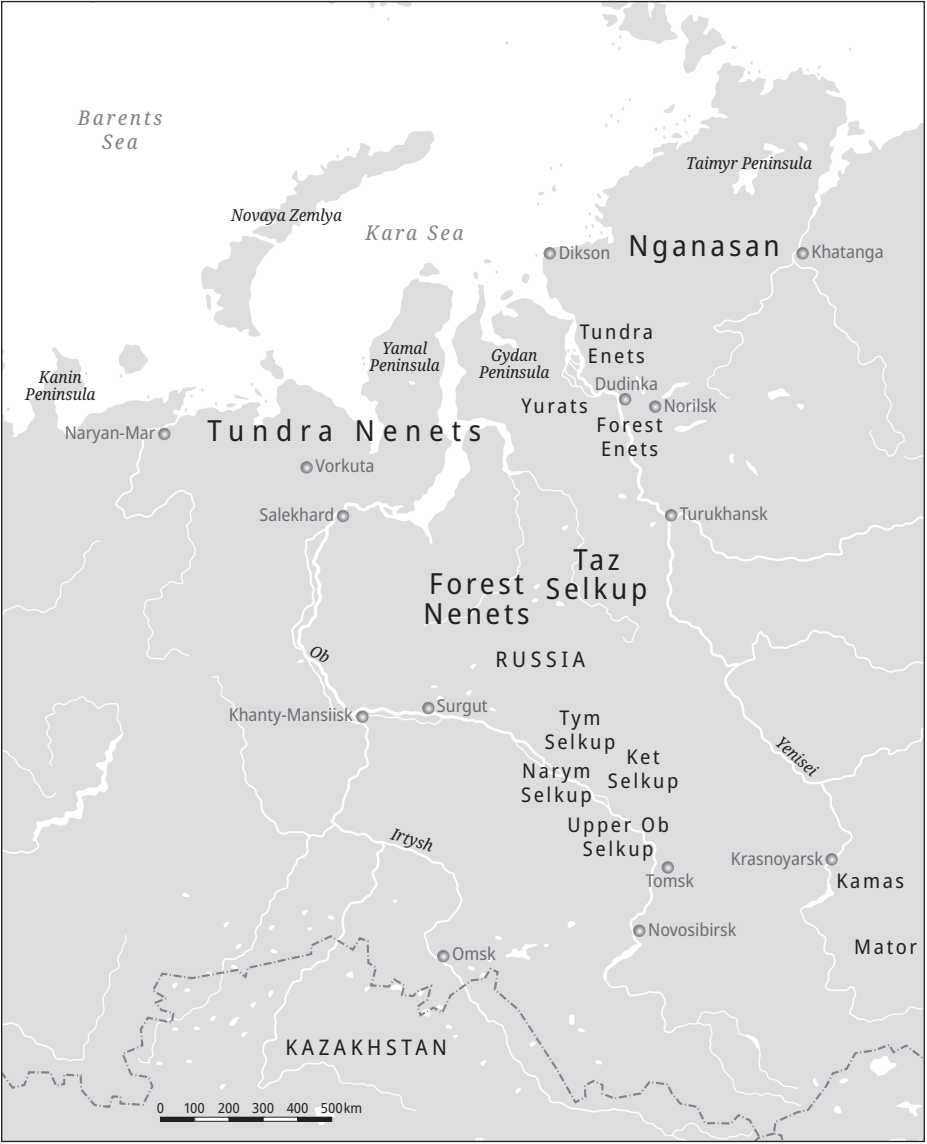 Barents
Sea
Taimyr Peninsula
Novaya Zemlya
Kara Sea
Nganasan
Dikson
Khatanga
Tundra
Enets
Yamal
Peninsula
Gydan
Peninsula
Kanin
Peninsula
Dudinka
Yurats
Norilsk
Forest
Enets
Naryan-Mar
Tundra Nenets
Vorkuta
Salekhard
Turukhansk
Taz
Selkup
Forest
Nenets
Ob
RUSSIA
Khanty-Mansiisk
Surgut
Tym
Selkup
Ket
Selkup
Yenisei
Narym
Selkup
Upper Ob
Selkup
Irtysh
Krasnoyarsk
Tomsk
Kamas
Novosibirsk
Mator
Omsk
KAZAKHSTAN
0 100 200 300 400 500km